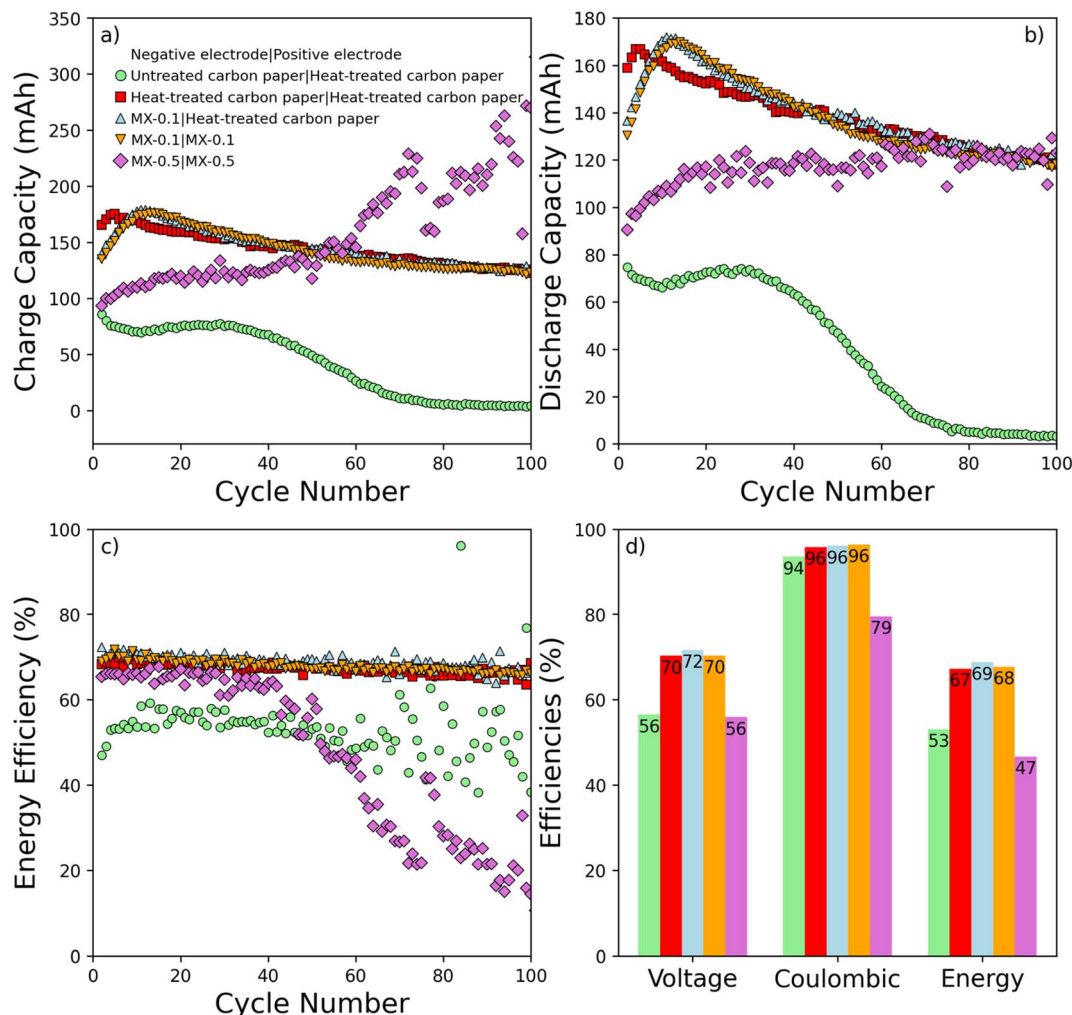 a)
Negative electrode|Positive electrode
Untreated carbon paper|Heat-treated carbon paper
Heat-treated carbon paper|Heat-treated carbon paper
MX-0.1|Heat-treated carbon paper
MX-0.1|MX-0.1
MX-0.5|MX-0.5
Charge Capacity (mAh)
350
300
250
200
150
100
50
0
0 20 40 60 80 100
Cycle Number
b)
Discharge Capacity (mAh)
180
160
140
120
100
80
60
40
20
0
0 20 40 60 80 100
Cycle Number
c)
Energy Efficiency (%)
100
80
60
40
20
0
0 20 40 60 80 100
Cycle Number
d)
Efficiencies (%)
100
80
60
40
20
0
56 70 72 70 56
94 96 96 96 79
53 67 69 68 47
Voltage Coulombic Energy